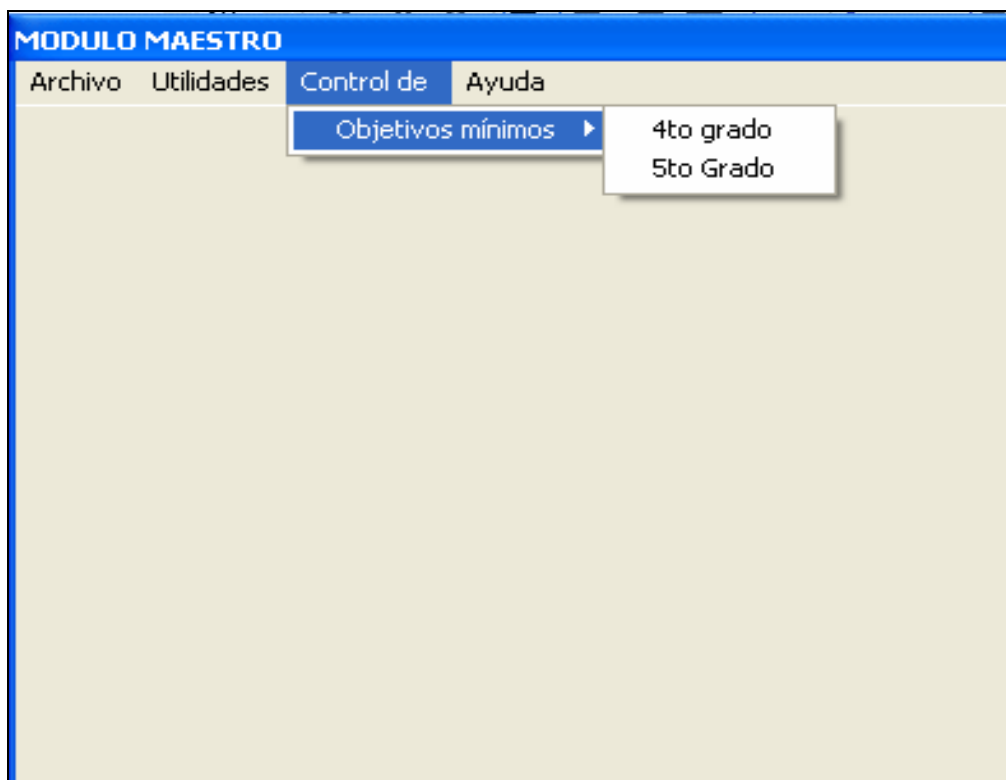 MODULO MAESTRO
Archivo Utilidades Control de Ayuda
Objetivos mínimos 4to grado
5to Grado